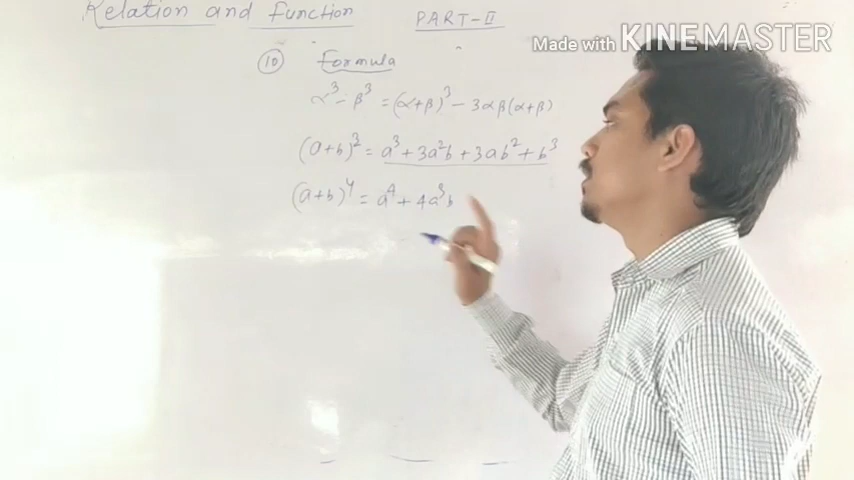 Relation and Function
PART-II
Made with KINEMASTER
(10) Formula
α³ - β³ = (α+β)³ - 3αβ(α+β)
(a+b)³ = a³ + 3a²b + 3ab² + b³
(a+b)⁴ = a⁴ + 4a³b